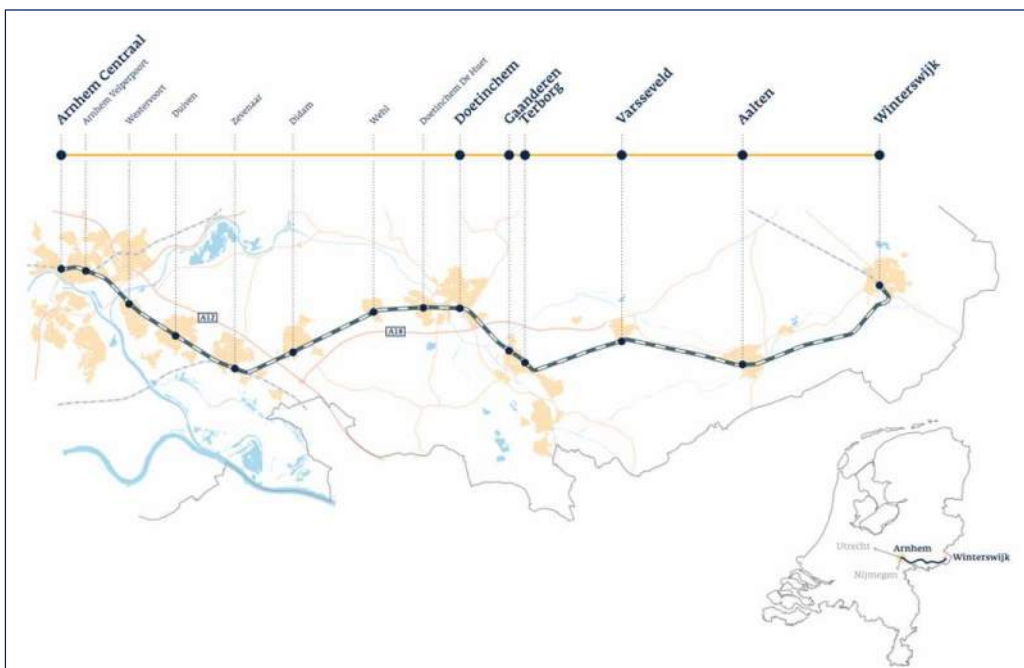 Arnhem Centraal
Arnhem Velperpoort
Westervoort
Duiven
Zevenaar
Didam
Wehl
Doetinchem De Huet
Doetinchem
Gaanderen
Terborg
Varsseveld
Aalten
Winterswijk
A12
A18
Utrecht
Arnhem
Winterswijk
Nijmegen